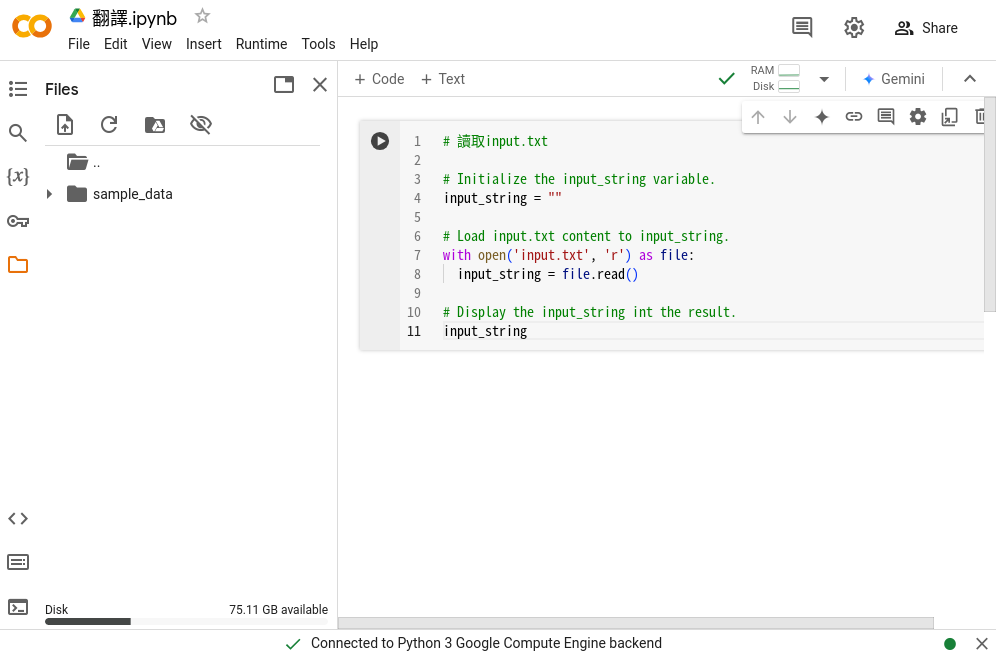 翻譯.ipynb
File Edit View Insert Runtime Tools Help
Share
Files
+ Code + Text
RAM
Disk
Gemini
..
sample_data
1 # 讀取input.txt
2
3 # Initialize the input_string variable.
4 input_string = ""
5
6 # Load input.txt content to input_string.
7 with open('input.txt', 'r') as file:
8 input_string = file.read()
9
10 # Display the input_string int the result.
11 input_string
{x}
Disk 75.11 GB available
Connected to Python 3 Google Compute Engine backend